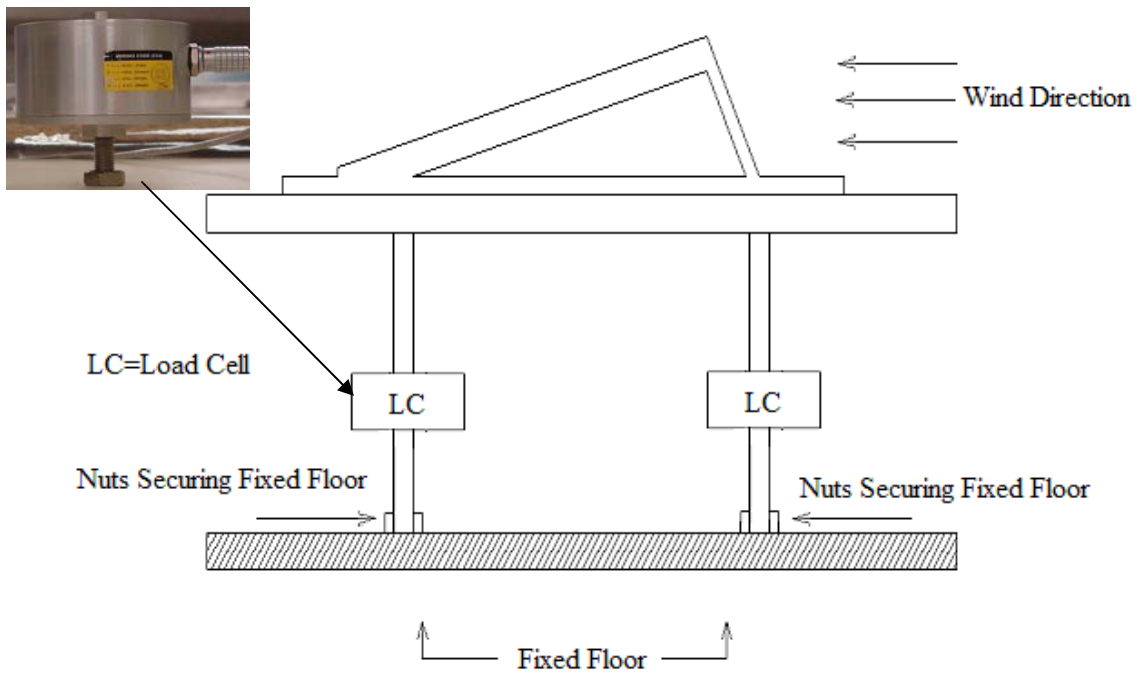 Wind Direction
LC=Load Cell
LC
LC
Nuts Securing Fixed Floor
Nuts Securing Fixed Floor
Fixed Floor